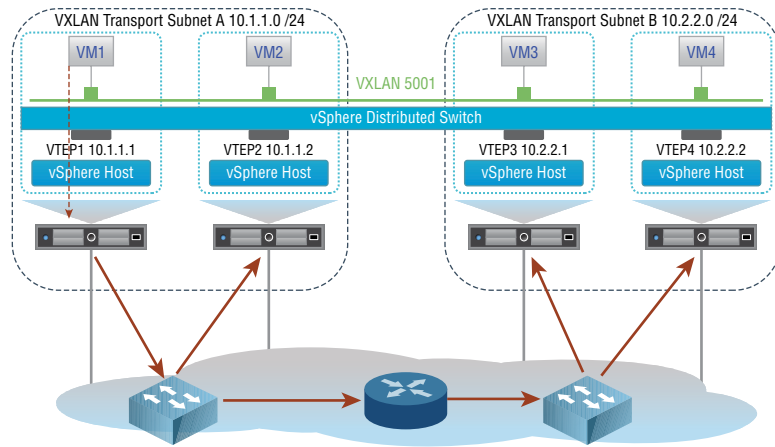 VXLAN Transport Subnet A 10.1.1.0 /24
VXLAN Transport Subnet B 10.2.2.0 /24
VM1
VM2
VM3
VM4
VXLAN 5001
vSphere Distributed Switch
VTEP1 10.1.1.1
VTEP2 10.1.1.2
VTEP3 10.2.2.1
VTEP4 10.2.2.2
vSphere Host
vSphere Host
vSphere Host
vSphere Host